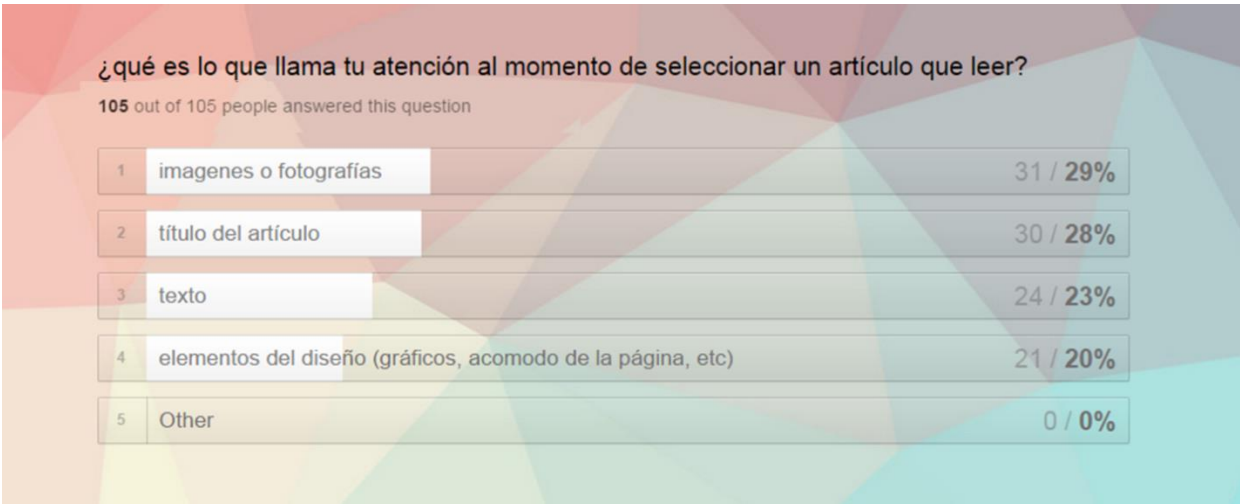 ¿qué es lo que llama tu atención al momento de seleccionar un artículo que leer?
105 out of 105 people answered this question
1 imagenes o fotografías 31 / 29%
2 título del artículo 30 / 28%
3 texto 24 / 23%
4 elementos del diseño (gráficos, acomodo de la página, etc) 21 / 20%
5 Other 0 / 0%